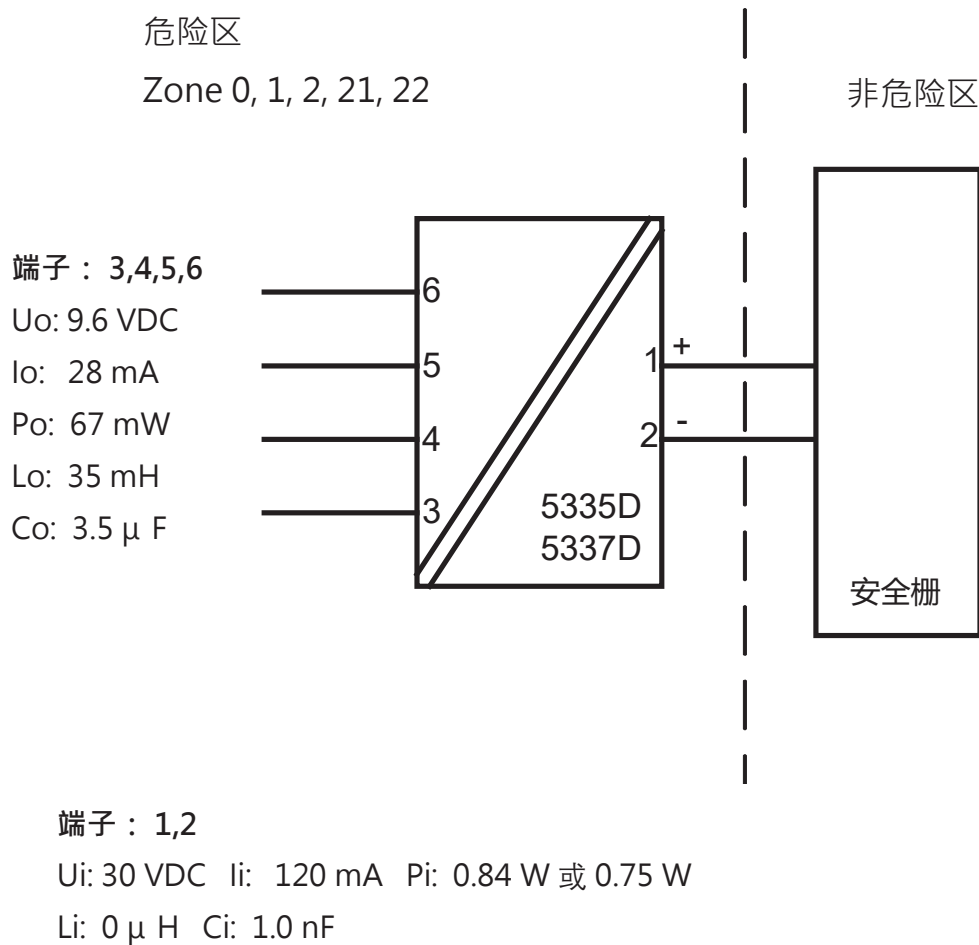 危险区
Zone 0, 1, 2, 21, 22
非危险区
端子： 3,4,5,6
Uo: 9.6 VDC
Io: 28 mA
Po: 67 mW
Lo: 35 mH
Co: 3.5 μ F
6
5
4
3
1 +
2 -
5335D
5337D
安全栅
端子： 1,2
Ui: 30 VDC Ii: 120 mA Pi: 0.84 W 或 0.75 W
Li: 0 μ H Ci: 1.0 nF